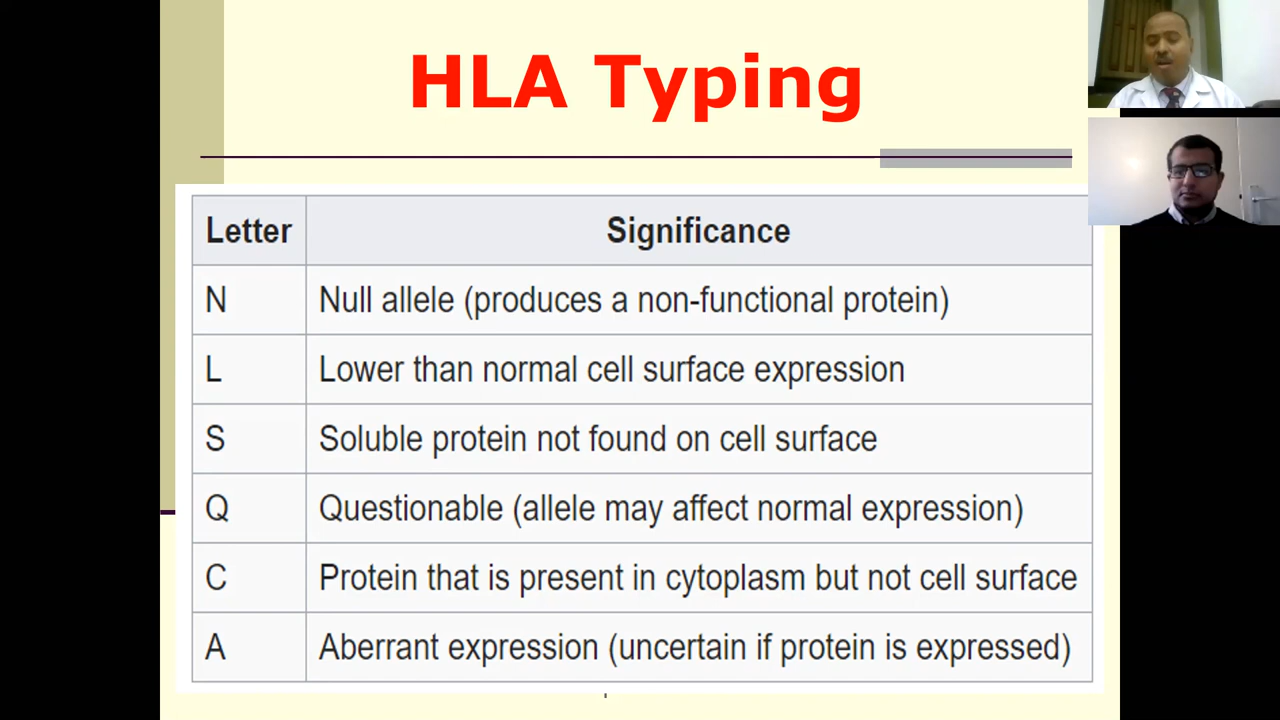 HLA Typing
Letter Significance
N Null allele (produces a non-functional protein)
L Lower than normal cell surface expression
S Soluble protein not found on cell surface
Q Questionable (allele may affect normal expression)
C Protein that is present in cytoplasm but not cell surface
A Aberrant expression (uncertain if protein is expressed)